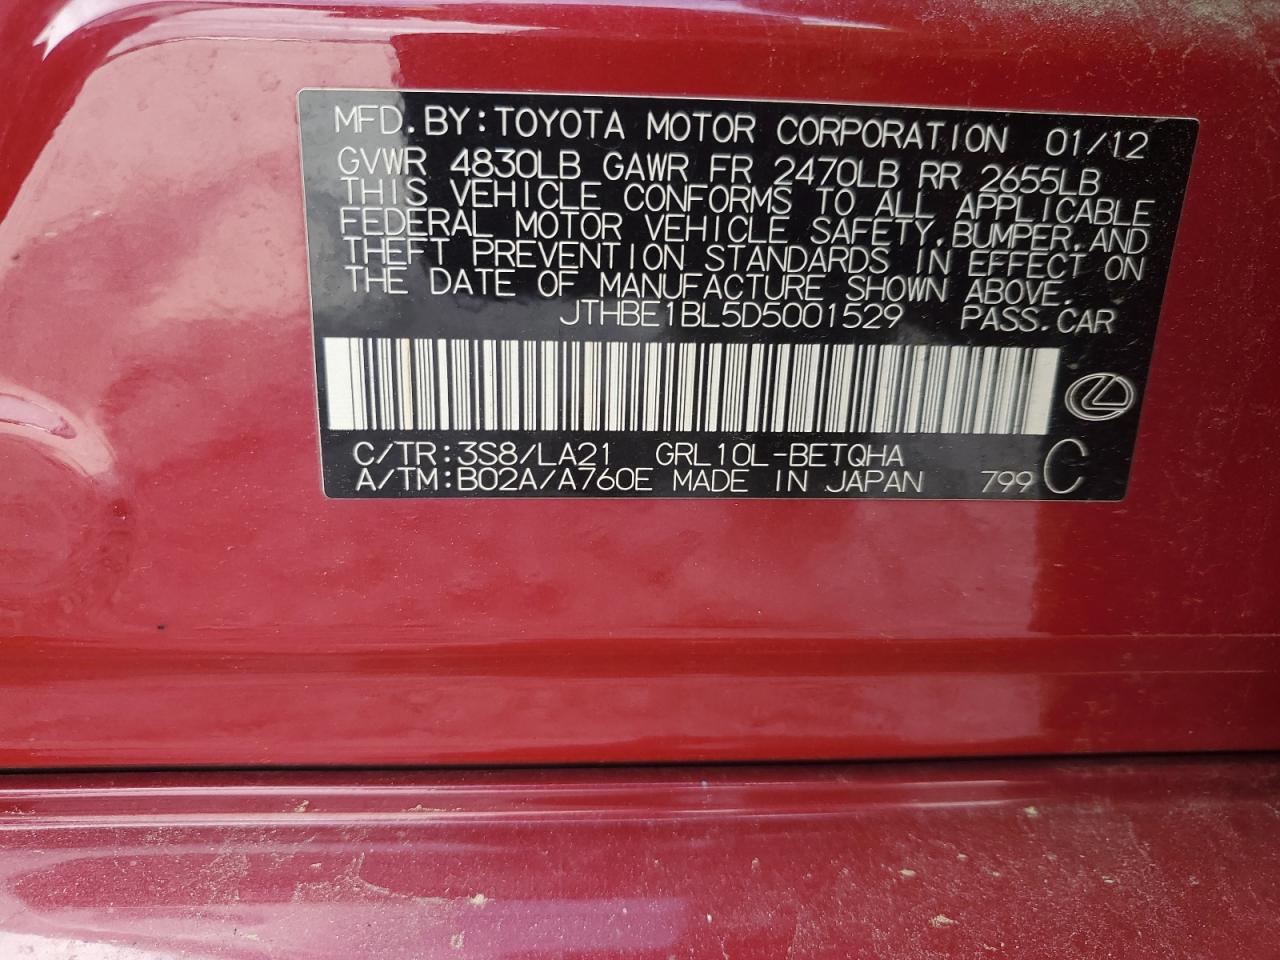 MFD.BY:TOYOTA MOTOR CORPORATION 01/12
GVWR 4830LB GAWR FR 2470LB RR 2655LB
THIS VEHICLE CONFORMS TO ALL APPLICABLE
FEDERAL MOTOR VEHICLE SAFETY,BUMPER,AND
THEFT PREVENTION STANDARDS IN EFFECT ON
THE DATE OF MANUFACTURE SHOWN ABOVE.
JTHBE1BL5D5001529 PASS.CAR
C/TR:3S8/LA21 GRL10L-BETQHA
A/TM:B02A/A760E MADE IN JAPAN 799 C